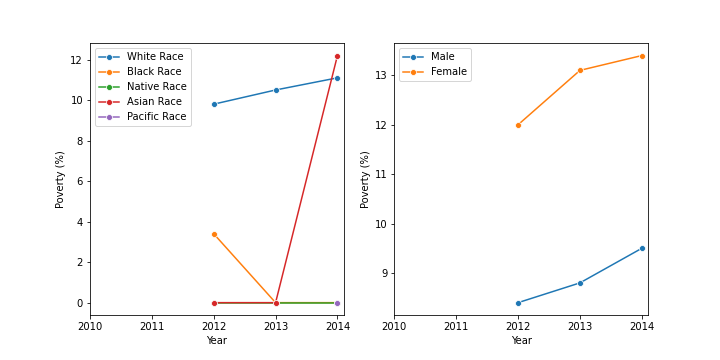 White Race
Black Race
Native Race
Asian Race
Pacific Race
12
10
8
6
4
2
0
Poverty (%)
2010 2011 2012 2013 2014
Year
Male
Female
13
12
11
10
9
Poverty (%)
2010 2011 2012 2013 2014
Year